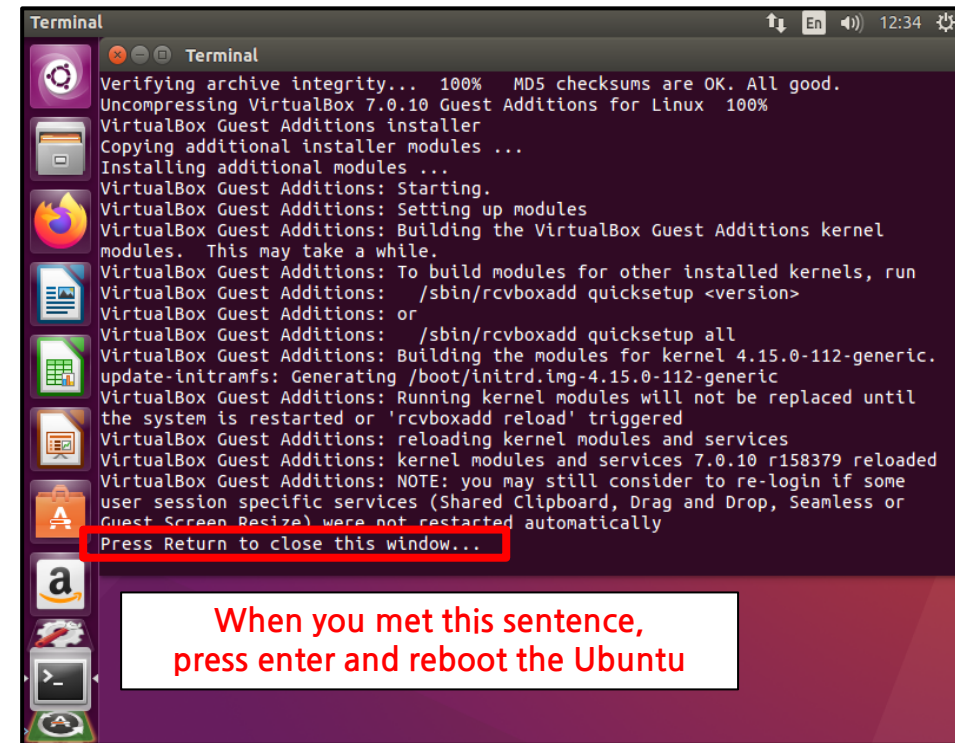 Terminal
En 12:34
Terminal
Verifying archive integrity... 100% MD5 checksums are OK. All good.
Uncompressing VirtualBox 7.0.10 Guest Additions for Linux 100%
VirtualBox Guest Additions installer
Copying additional installer modules ...
Installing additional modules ...
VirtualBox Guest Additions: Starting.
VirtualBox Guest Additions: Setting up modules
VirtualBox Guest Additions: Building the VirtualBox Guest Additions kernel
modules. This may take a while.
VirtualBox Guest Additions: To build modules for other installed kernels, run
VirtualBox Guest Additions: /sbin/rcvboxadd quicksetup <version>
VirtualBox Guest Additions: or
VirtualBox Guest Additions: /sbin/rcvboxadd quicksetup all
VirtualBox Guest Additions: Building the modules for kernel 4.15.0-112-generic.
update-initramfs: Generating /boot/initrd.img-4.15.0-112-generic
VirtualBox Guest Additions: Running kernel modules will not be replaced until
the system is restarted or 'rcvboxadd reload' triggered
VirtualBox Guest Additions: reloading kernel modules and services
VirtualBox Guest Additions: kernel modules and services 7.0.10 r158379 reloaded
VirtualBox Guest Additions: NOTE: you may still consider to re-login if some
user session specific services (Shared Clipboard, Drag and Drop, Seamless or
Guest Screen Resize) were not restarted automatically
Press Return to close this window...
a
When you met this sentence,
press enter and reboot the Ubuntu
>_